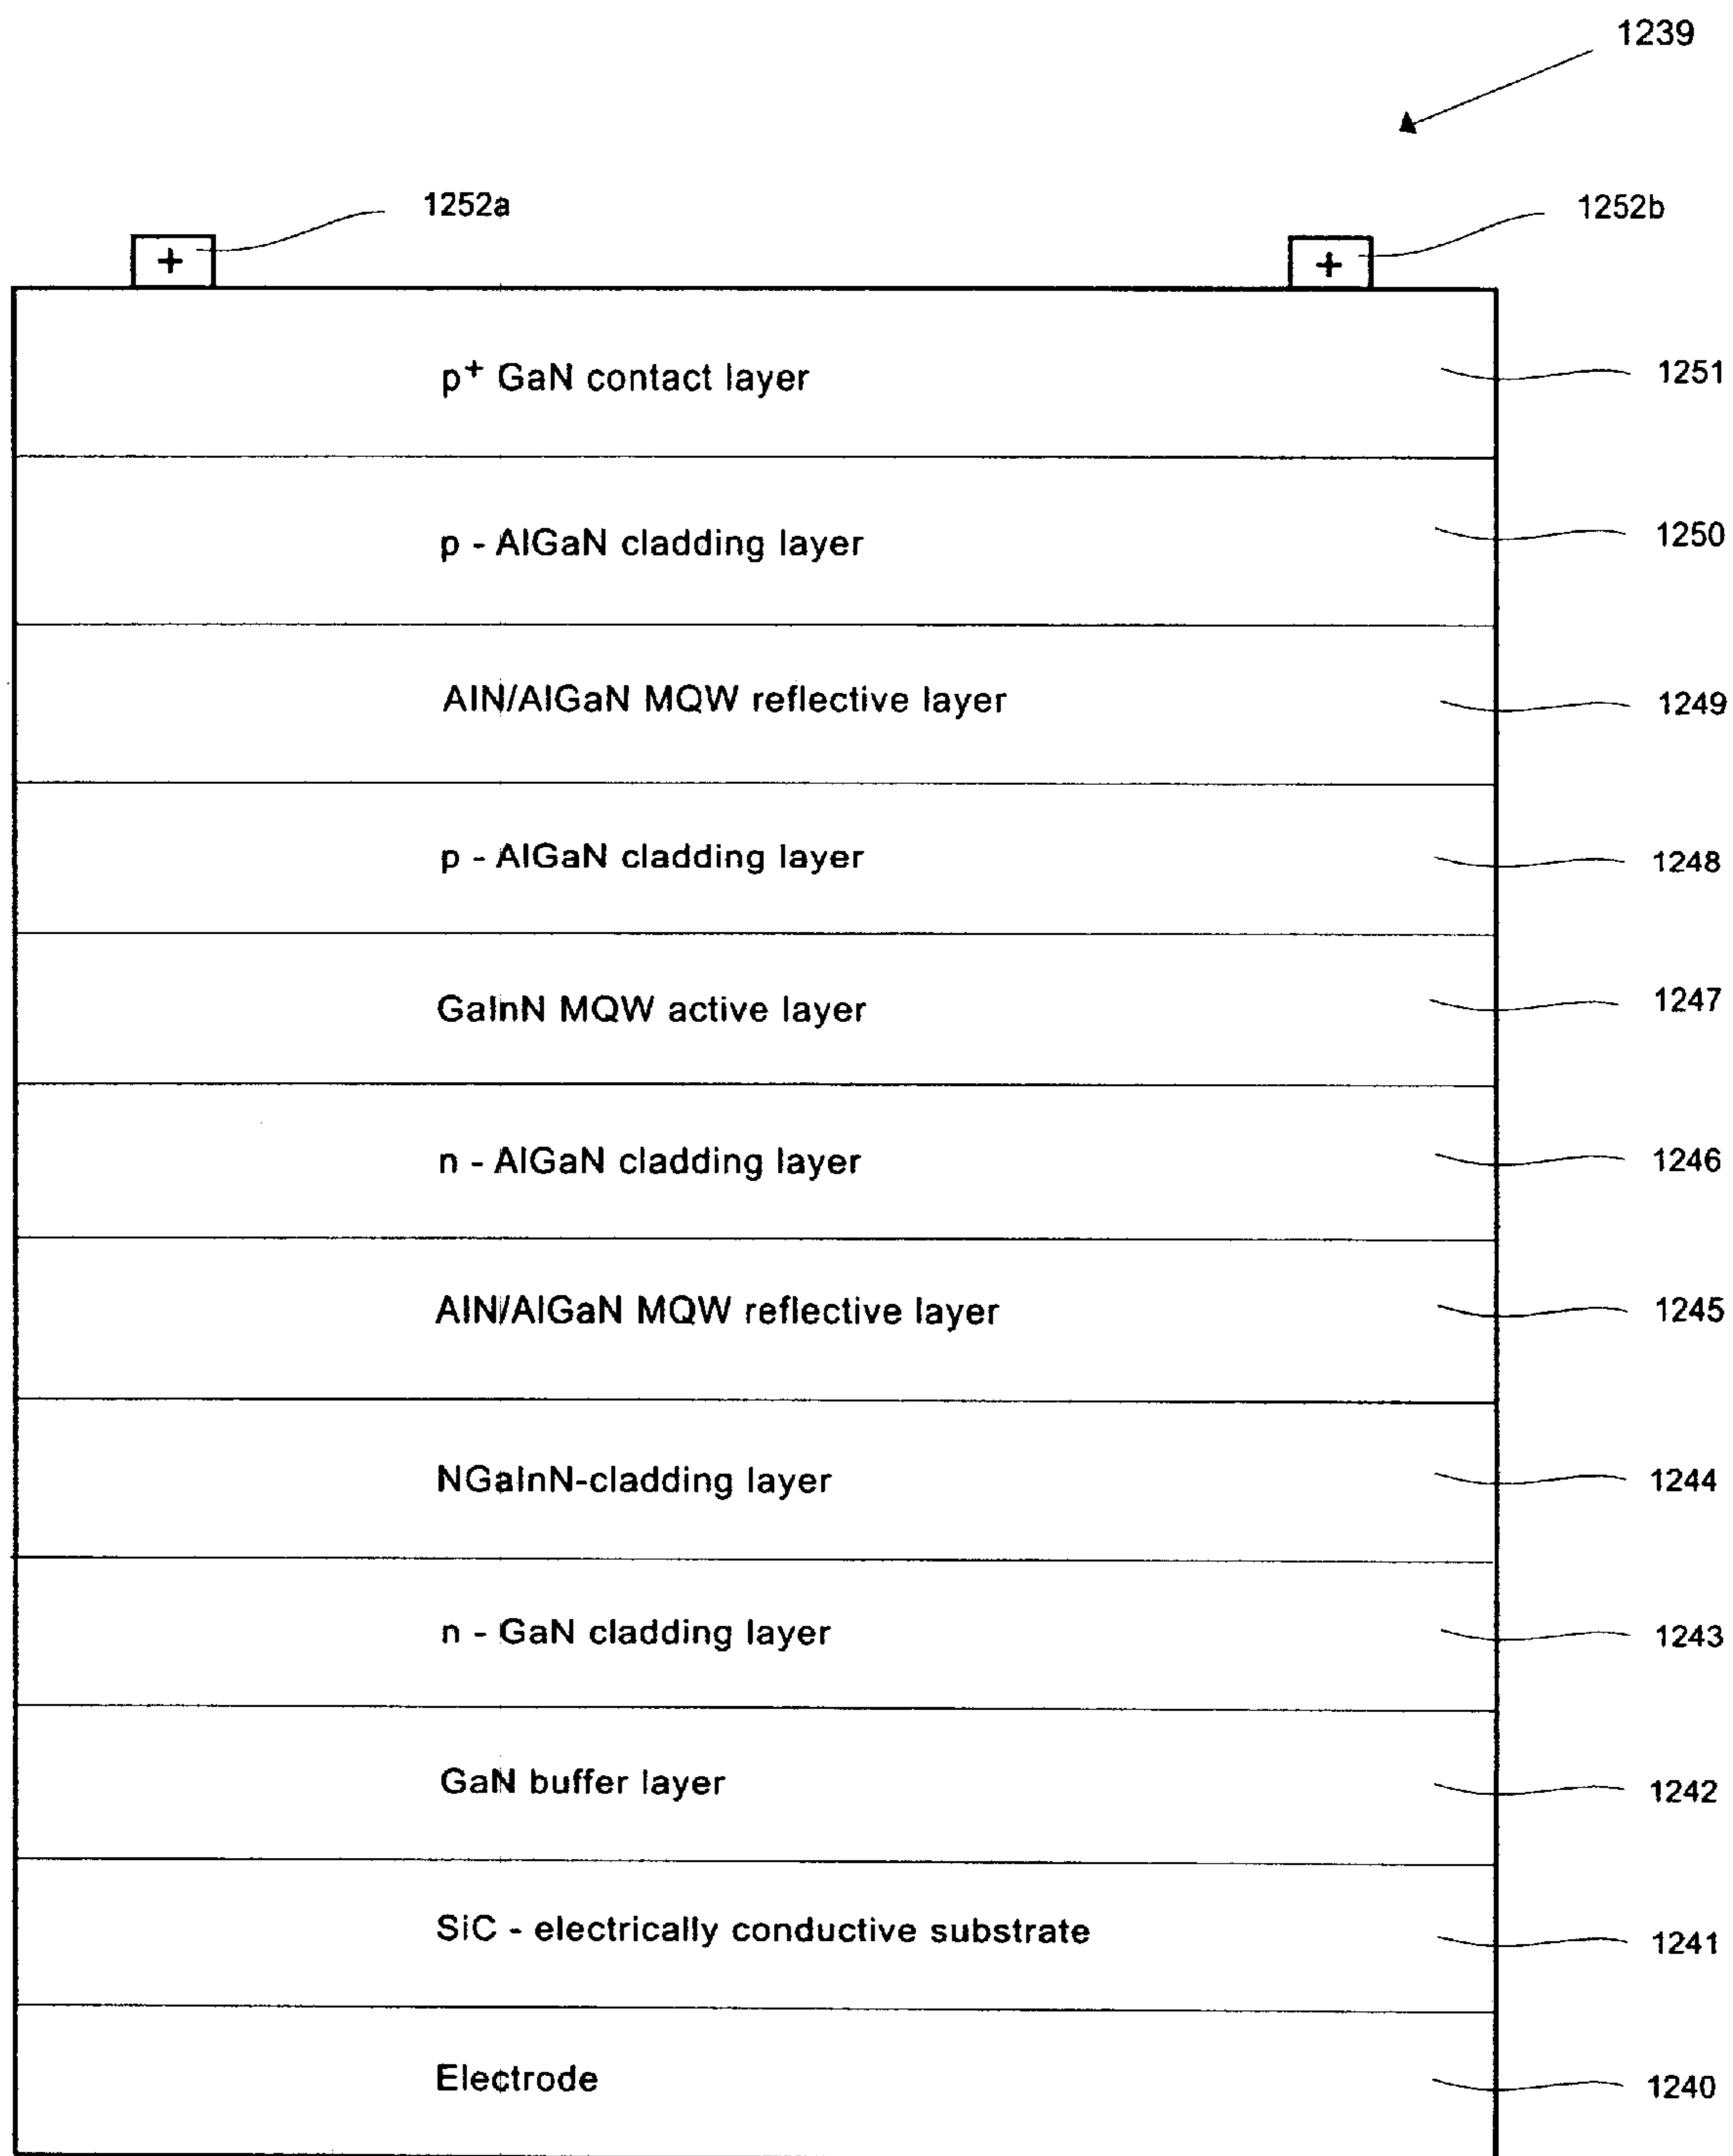 1239
1252a
1252b
+
+
p+ GaN contact layer
1251
p - AlGaN cladding layer
1250
AlN/AlGaN MQW reflective layer
1249
p - AlGaN cladding layer
1248
GaInN MQW active layer
1247
n - AlGaN cladding layer
1246
AlN/AlGaN MQW reflective layer
1245
NGaInN-cladding layer
1244
n - GaN cladding layer
1243
GaN buffer layer
1242
SiC - electrically conductive substrate
1241
Electrode
1240